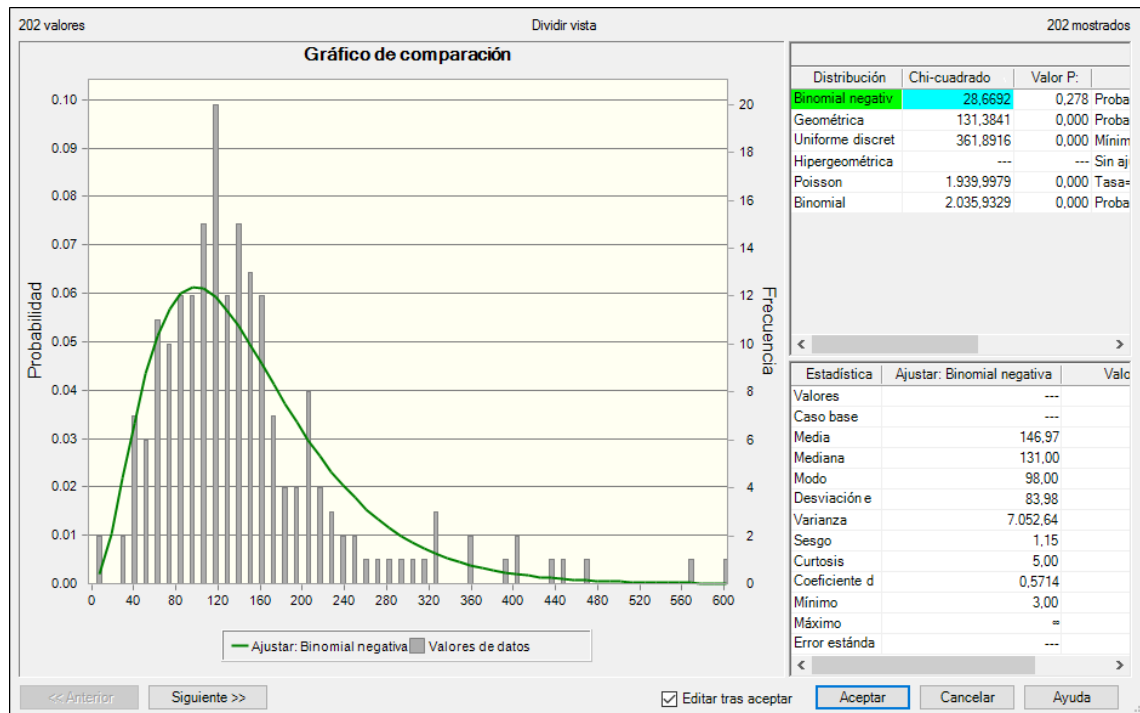 202 valores Dividir vista 202 mostrados
Gráfico de comparación
0.10
0.09
0.08
0.07
0.06
0.05
0.04
0.03
0.02
0.01
0.00
Probabilidad
20
18
16
14
12
10
8
6
4
2
0
Frecuencia
0 40 80 120 160 200 240 280 320 360 400 440 480 520 560 600
Ajustar: Binomial negativa Valores de datos
Distribución Chi-cuadrado Valor P:
Binomial negativ 28,6692 0,278 Proba
Geométrica 131,3841 0,000 Proba
Uniforme discret 361,8916 0,000 Mínim
Hipergeométrica --- --- Sin aj
Poisson 1.939,9979 0,000 Tasa=
Binomial 2.035,9329 0,000 Proba
Estadística Ajustar: Binomial negativa Valo
Valores ---
Caso base ---
Media 146,97
Mediana 131,00
Modo 98,00
Desviación e 83,98
Varianza 7.052,64
Sesgo 1,15
Curtosis 5,00
Coeficiente d 0,5714
Mínimo 3,00
Máximo ∞
Error estánda ---
<< Anterior Siguiente >> Editar tras aceptar Aceptar Cancelar Ayuda